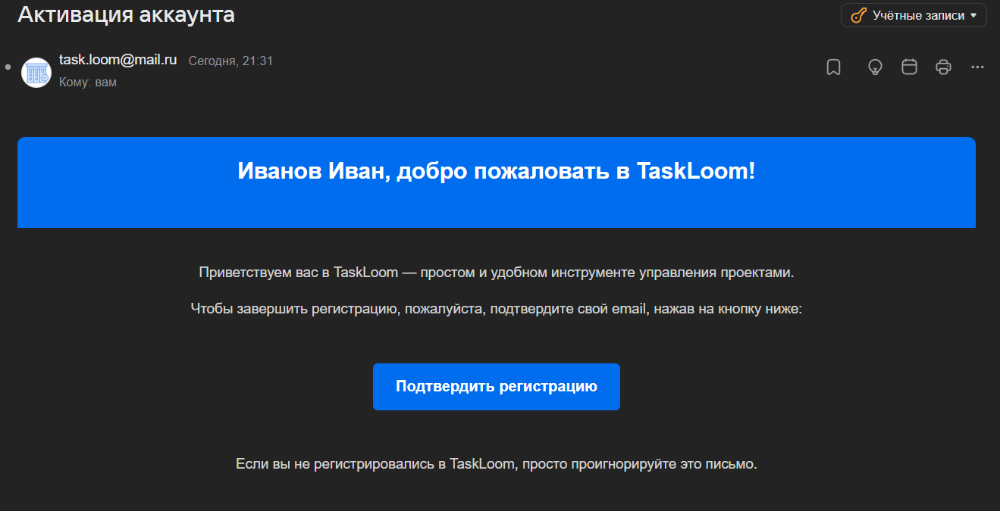 Активация аккаунта
Учётные записи
task.loom@mail.ru Сегодня, 21:31
Кому: вам
Иванов Иван, добро пожаловать в TaskLoom!
Приветствуем вас в TaskLoom — простом и удобном инструменте управления проектами.
Чтобы завершить регистрацию, пожалуйста, подтвердите свой email, нажав на кнопку ниже:
Подтвердить регистрацию
Если вы не регистрировались в TaskLoom, просто проигнорируйте это письмо.